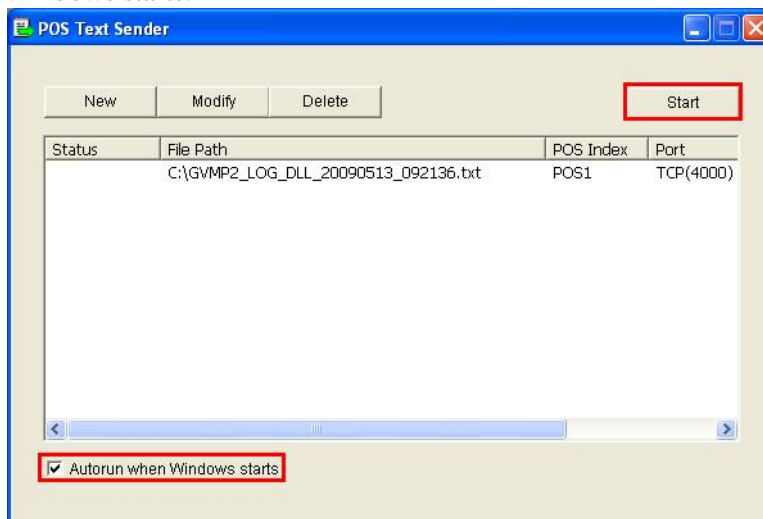 POS Text Sender
New Modify Delete Start
Status File Path POS Index Port
C:\GVMP2_LOG_DLL_20090513_092136.txt POS1 TCP(4000)
Autorun when Windows starts